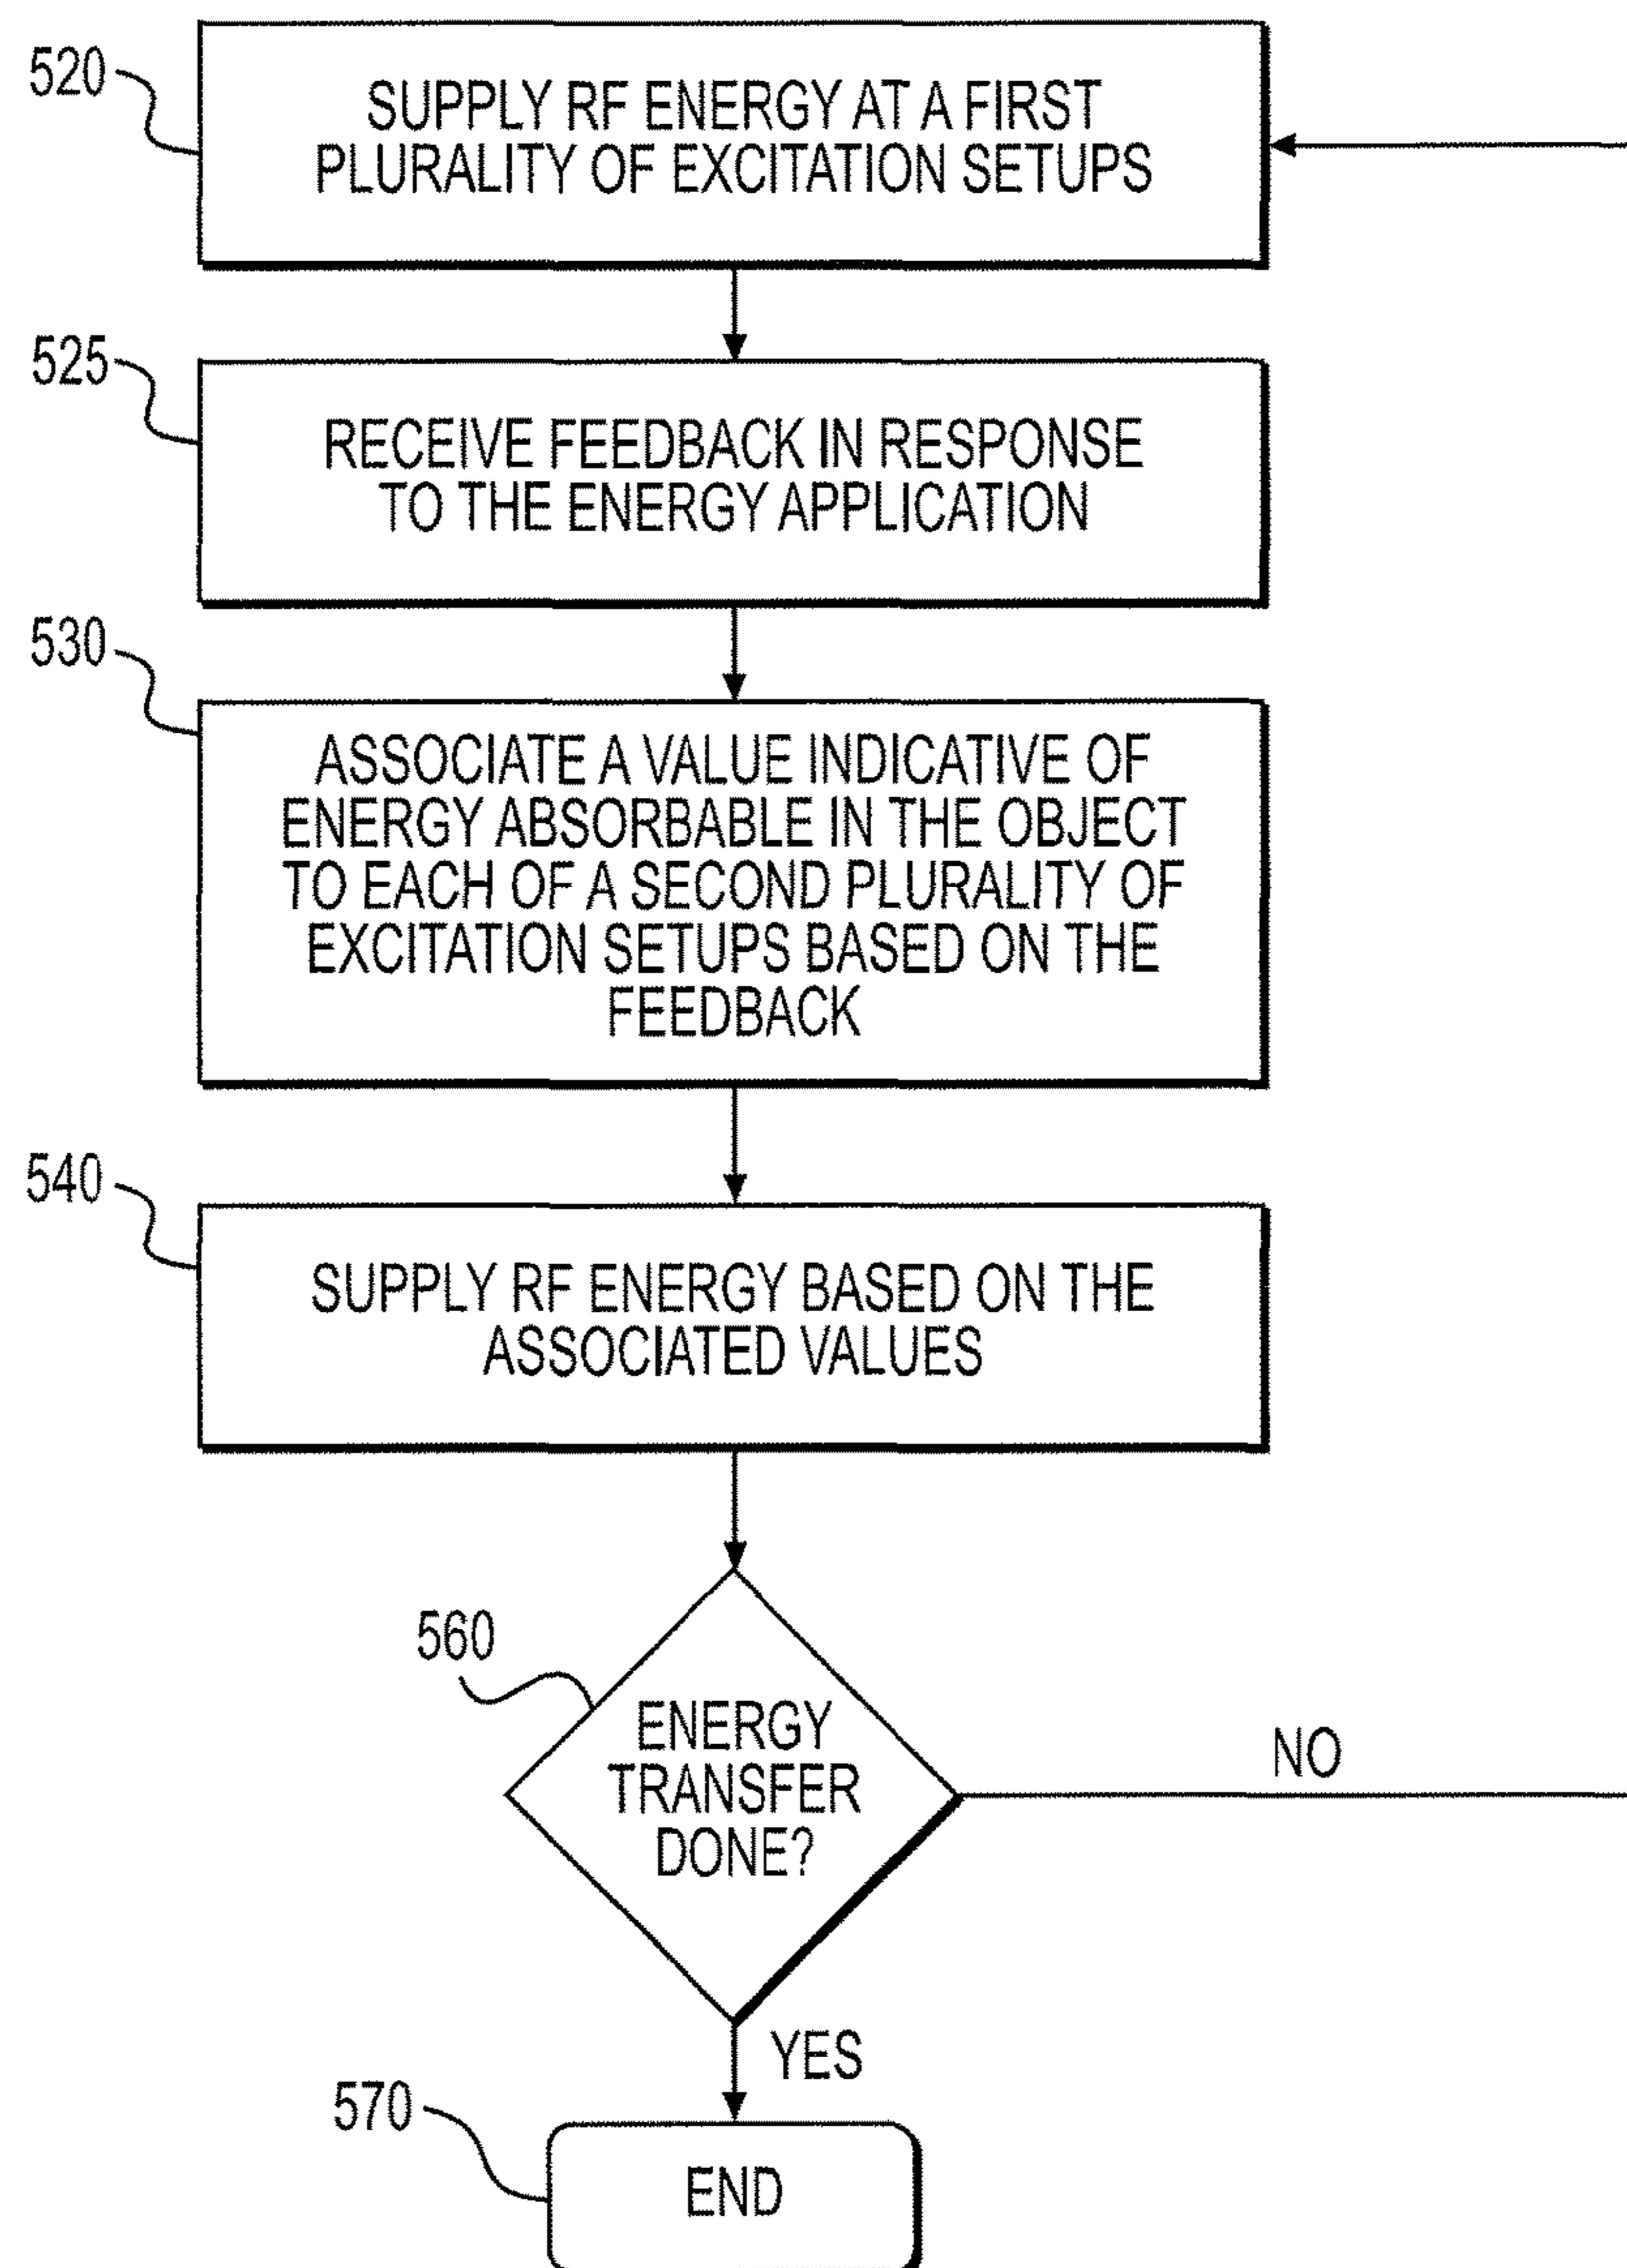 520
SUPPLY RF ENERGY AT A FIRST
PLURALITY OF EXCITATION SETUPS
525
RECEIVE FEEDBACK IN RESPONSE
TO THE ENERGY APPLICATION
530
ASSOCIATE A VALUE INDICATIVE OF
ENERGY ABSORBABLE IN THE OBJECT
TO EACH OF A SECOND PLURALITY OF
EXCITATION SETUPS BASED ON THE
FEEDBACK
540
SUPPLY RF ENERGY BASED ON THE
ASSOCIATED VALUES
560
ENERGY
TRANSFER
DONE?
NO
YES
570
END